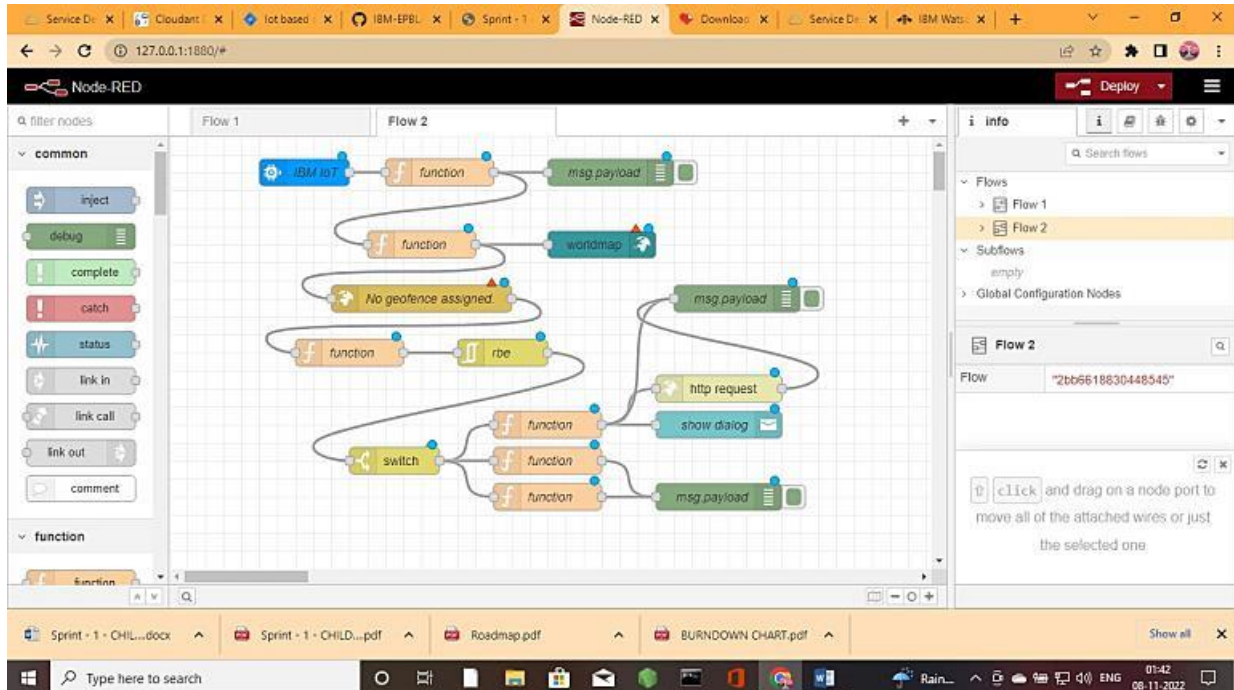 Service De
Cloudant
Iot based
IBM-EPBL
Sprint - 1
Node-RED
Download
Service De
IBM Wats
127.0.0.1:1880/#
Node-RED
Deploy
filter nodes
Flow 1
Flow 2
i info
i
Search flows
common
inject
debug
complete
catch
status
link in
link call
link out
comment
function
function
IBM IoT
function
msg.payload
function
worldmap
No geofence assigned.
msg.payload
function
rbe
http request
function
show dialog
switch
function
function
msg.payload
Flows
Flow 1
Flow 2
Subflows
empty
Global Configuration Nodes
Flow 2
Flow "2bb6618830448545"
click and drag on a node port to
move all of the attached wires or just
the selected one
Sprint - 1 - CHIL....docx
Sprint - 1 - CHILD....pdf
Roadmap.pdf
BURNDOWN CHART.pdf
Show all
Type here to search
Rain...
ENG
01:42
08-11-2022